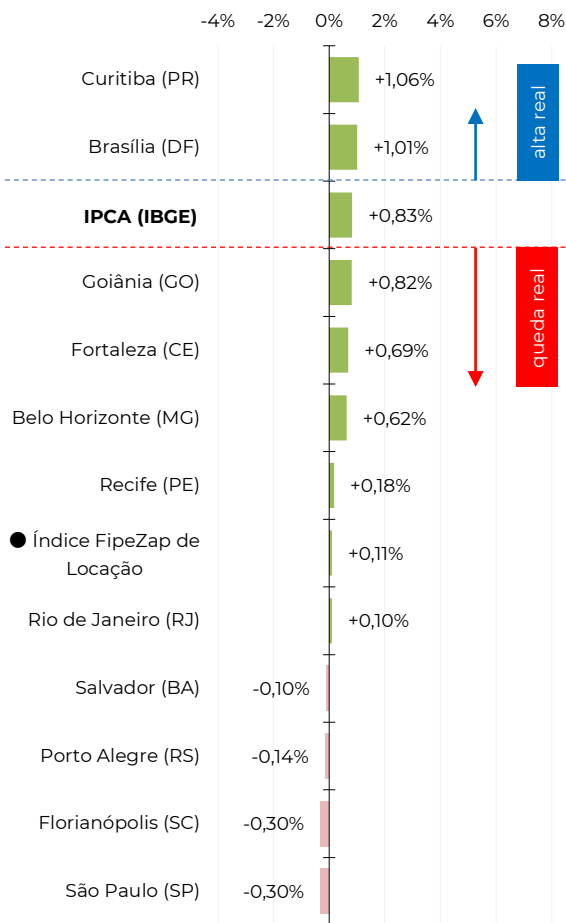 -4% -2% 0% 2% 4% 6% 8%
Curitiba (PR) +1,06%
alta real
Brasília (DF) +1,01%
IPCA (IBGE) +0,83%
Goiânia (GO) +0,82%
queda real
Fortaleza (CE) +0,69%
Belo Horizonte (MG) +0,62%
Recife (PE) +0,18%
Índice FipeZap de
Locação +0,11%
Rio de Janeiro (RJ) +0,10%
Salvador (BA) -0,10%
Porto Alegre (RS) -0,14%
Florianópolis (SC) -0,30%
São Paulo (SP) -0,30%